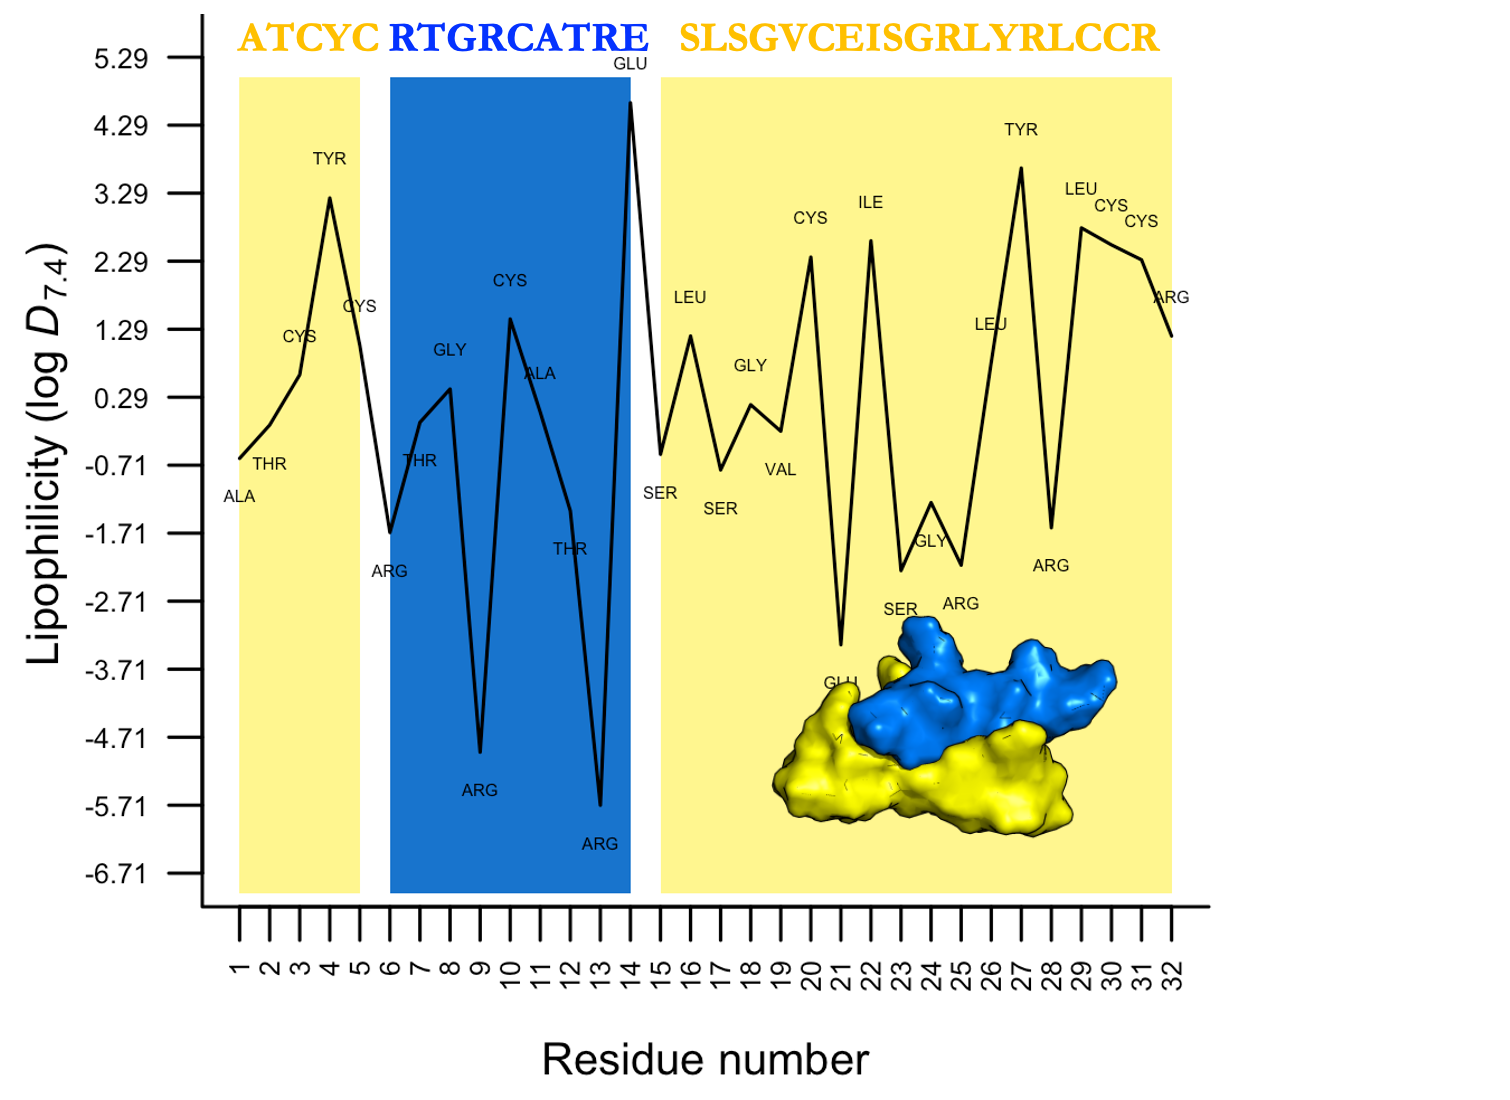 ATCYC RTGRCATRE SLSGVCEISGRLYRLCCR
5.29
4.29
3.29
2.29
1.29
0.29
-0.71
-1.71
-2.71
-3.71
-4.71
-5.71
-6.71
Lipophilicity (log D7.4)
ALA
THR
CYS
TYR
CYS
ARG
THR
GLY
ARG
CYS
ALA
THR
ARG
GLU
SER
LEU
SER
GLY
VAL
CYS
GLU
ILE
SER
GLY
ARG
LEU
TYR
ARG
LEU
CYS
CYS
ARG
1 2 3 4 5 6 7 8 9 10 11 12 13 14 15 16 17 18 19 20 21 22 23 24 25 26 27 28 29 30 31 32
Residue number